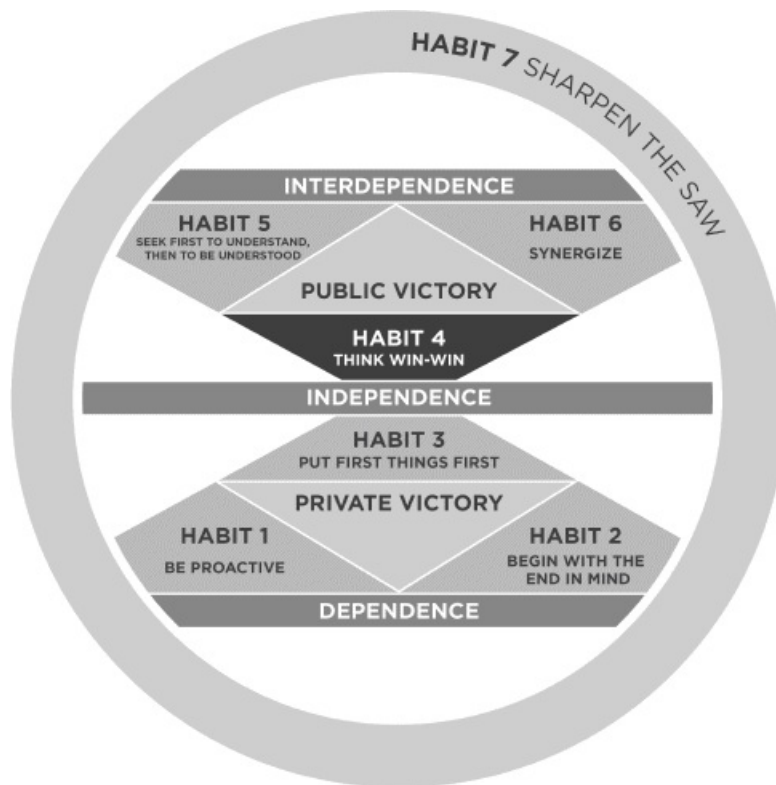 HABIT 7 SHARPEN THE SAW
INTERDEPENDENCE
HABIT 5
SEEK FIRST TO UNDERSTAND,
THEN TO BE UNDERSTOOD
HABIT 6
SYNERGIZE
PUBLIC VICTORY
HABIT 4
THINK WIN-WIN
INDEPENDENCE
HABIT 3
PUT FIRST THINGS FIRST
PRIVATE VICTORY
HABIT 1
BE PROACTIVE
HABIT 2
BEGIN WITH THE
END IN MIND
DEPENDENCE